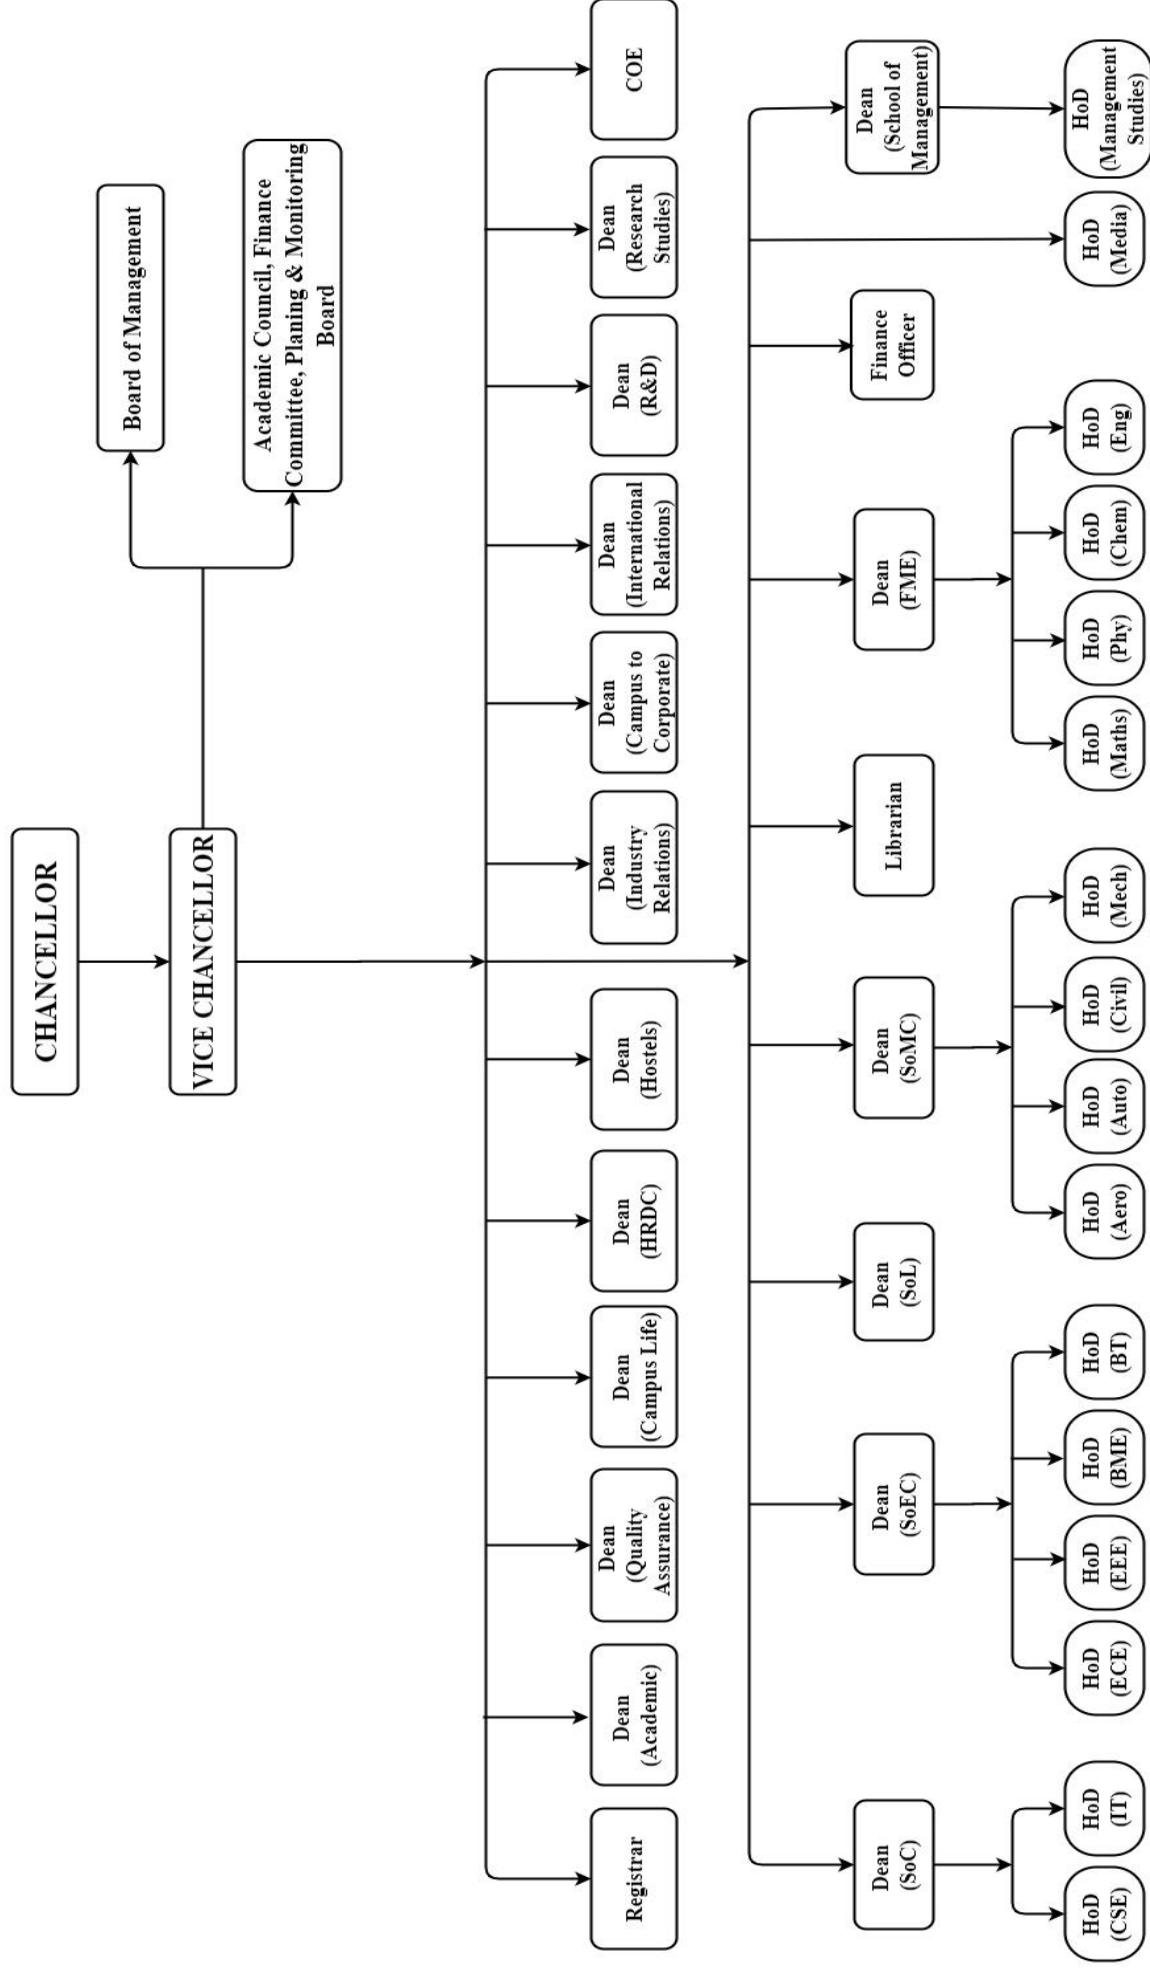 CHANCELLOR
VICE CHANCELLOR
Board of Management
Academic Council, Finance
Committee, Planing & Monitoring
Board
Registrar
Dean
(Academic)
Dean
(Quality
Assurance)
Dean
(Campus Life)
Dean
(HRDC)
Dean
(Hostels)
Dean
(Industry
Relations)
Dean
(Campus to
Corporate)
Dean
(International
Relations)
Dean
(R&D)
Dean
(Research
Studies)
COE
Dean
(SoC)
Dean
(SoEC)
Dean
(SoL)
Dean
(SoMC)
Librarian
Dean
(FME)
Finance
Officer
Dean
(School of
Management)
HoD
(CSE)
HoD
(IT)
HoD
(ECE)
HoD
(EEE)
HoD
(BME)
HoD
(BT)
HoD
(Aero)
HoD
(Auto)
HoD
(Civil)
HoD
(Mech)
HoD
(Maths)
HoD
(Phy)
HoD
(Chem)
HoD
(Eng)
HoD
(Media)
HoD
(Management
Studies)